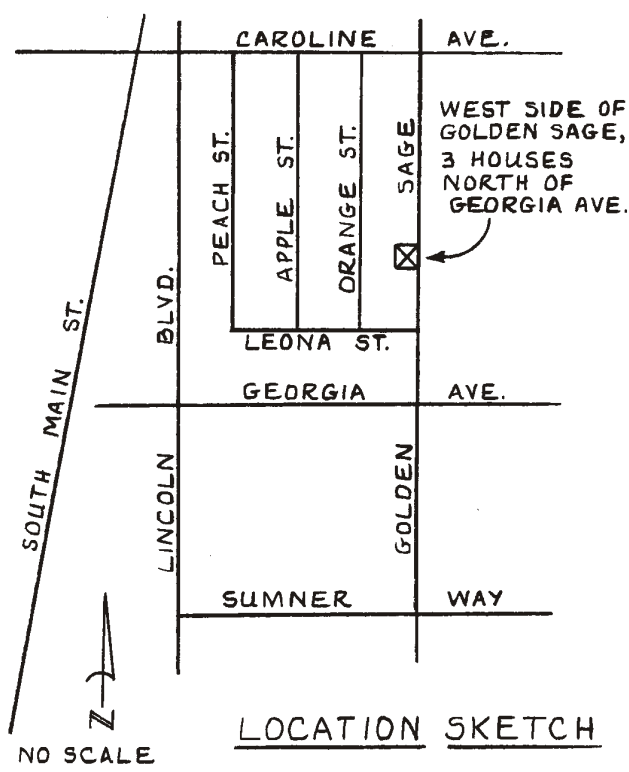 CAROLINE AVE.
WEST SIDE OF
GOLDEN SAGE,
3 HOUSES
NORTH OF
GEORGIA AVE.
PEACH ST.
APPLE ST.
ORANGE ST.
SAGE
BLVD.
LEONA ST.
SOUTH MAIN ST.
GEORGIA AVE.
LINCOLN
GOLDEN
SUMNER WAY
N
LOCATION SKETCH
NO SCALE